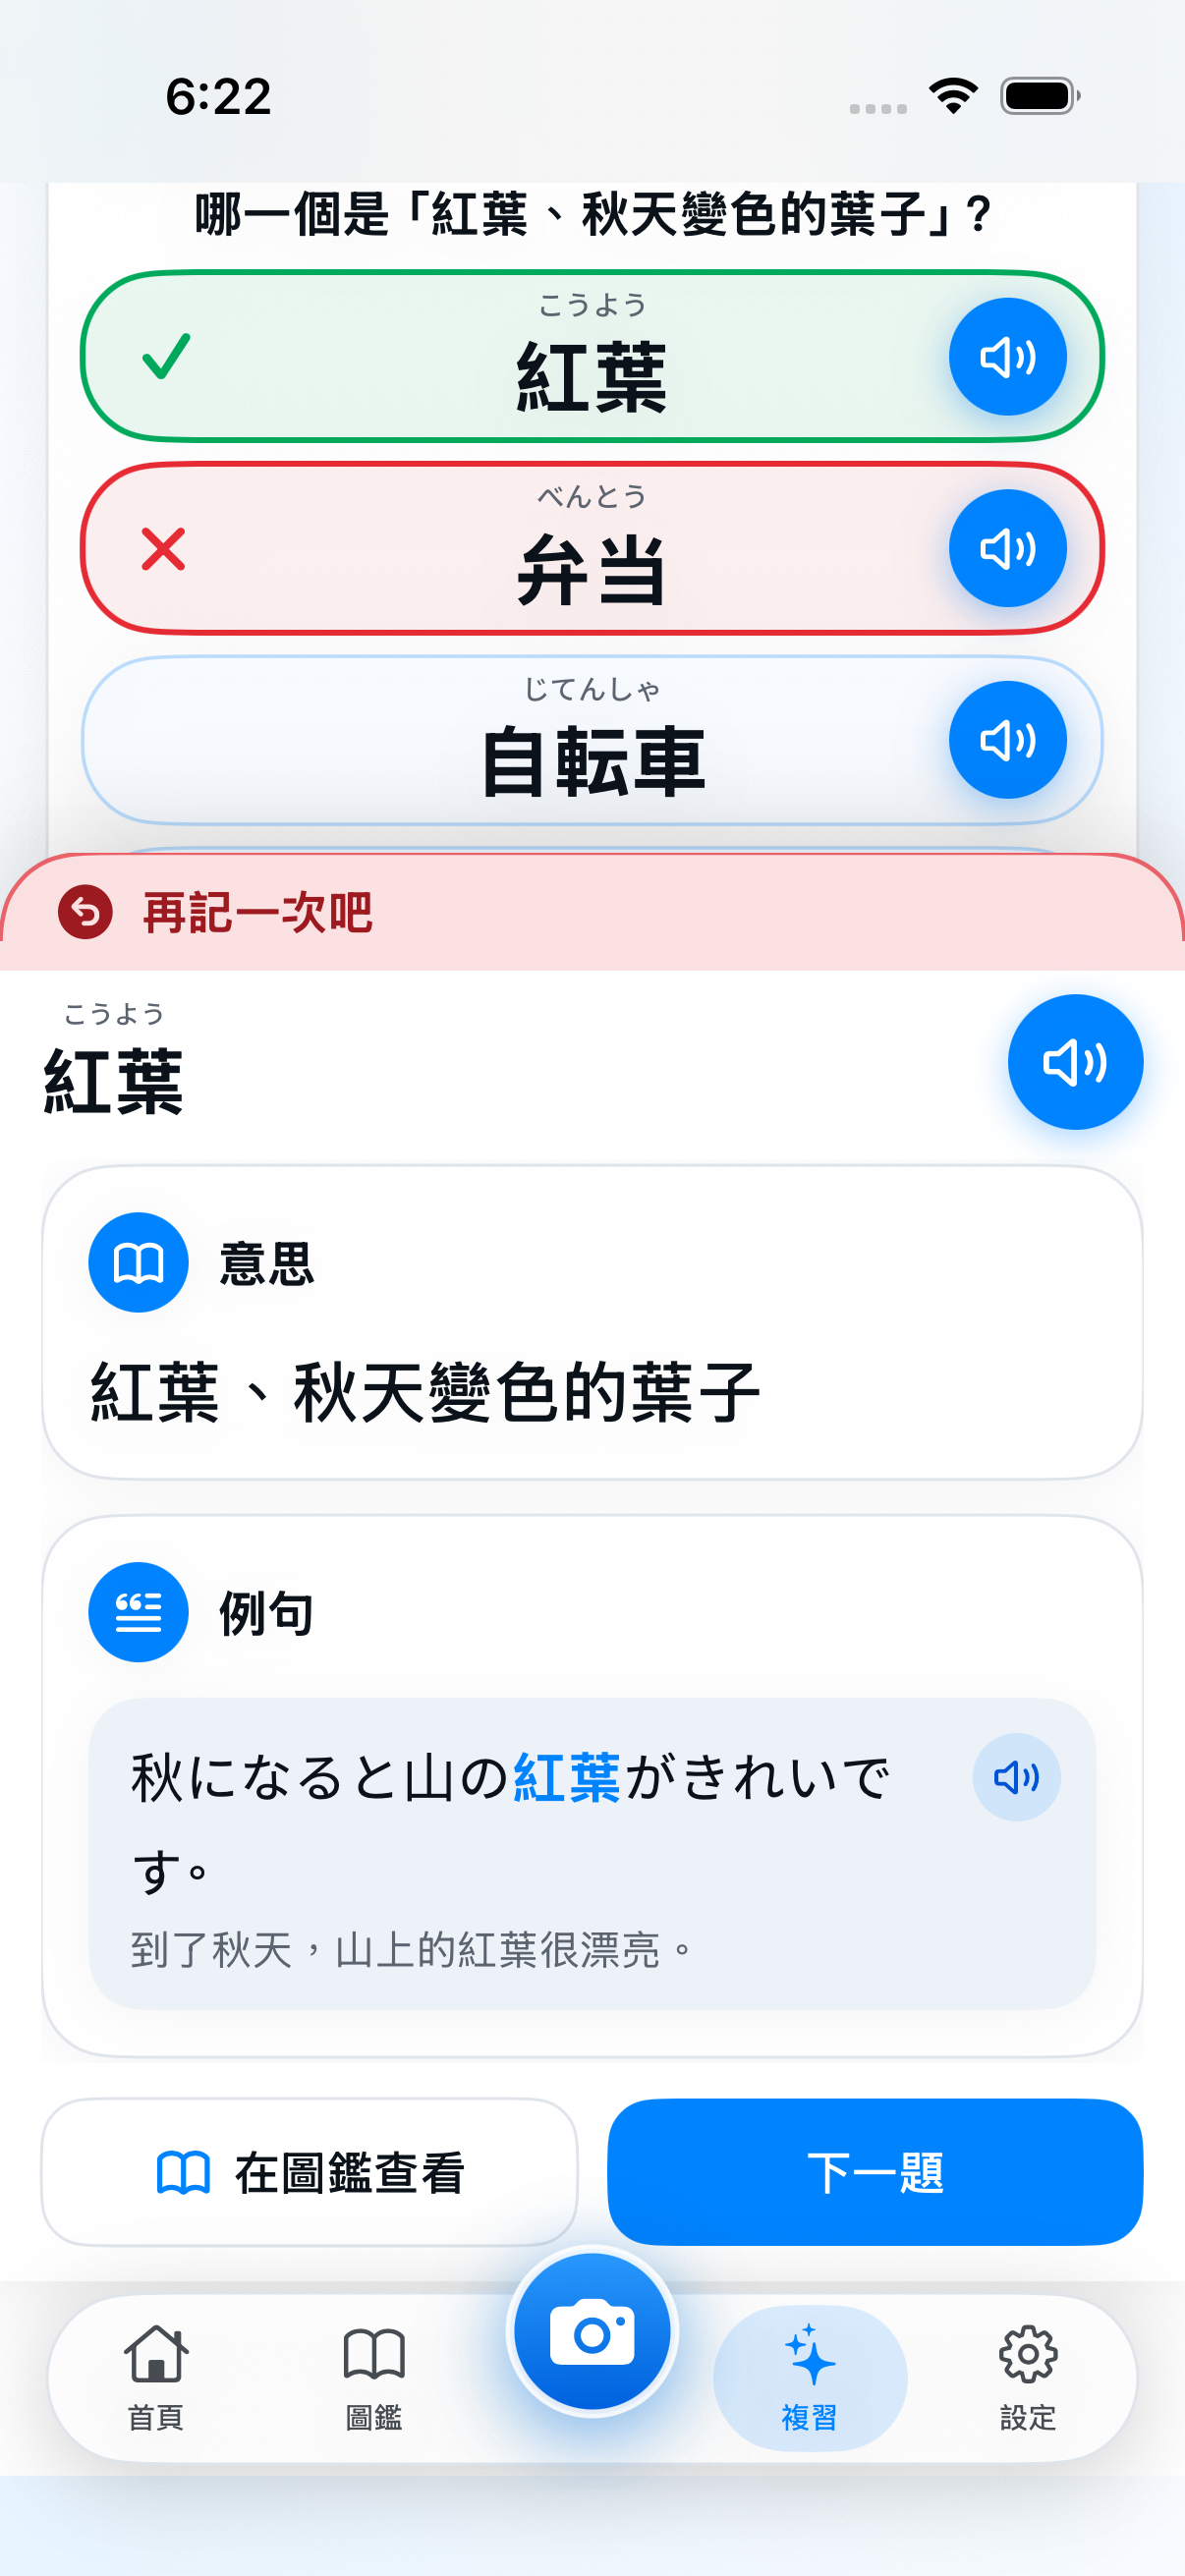 6:22
哪一個是「紅葉、秋天變色的葉子」?
こうよう
紅葉
べんとう
弁当
じてんしゃ
自転車
再記一次吧
こうよう
紅葉
意思
紅葉、秋天變色的葉子
例句
秋になると山の紅葉がきれいで
す。
到了秋天，山上的紅葉很漂亮。
在圖鑑查看
下一題
首頁
圖鑑
複習
設定